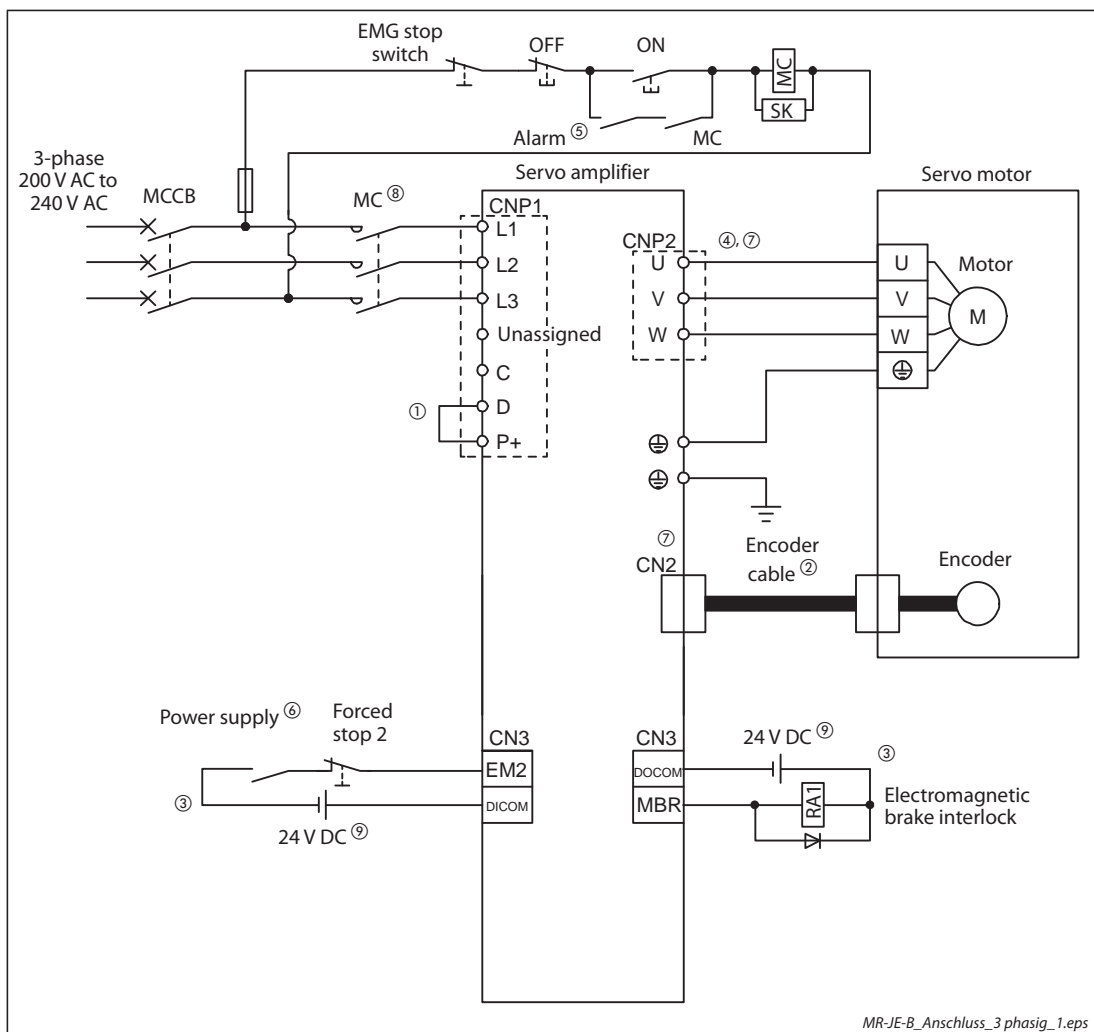 EMG stop
switch
OFF
ON
MC
SK
Alarm ⑤
MC
3-phase
200 V AC to
240 V AC
MCCB
MC ⑧
Servo amplifier
Servo motor
CNP1
L1
L2
L3
Unassigned
C
D
P+
①
CNP2
U
V
W
④, ⑦
U
V
W
Motor
M
⑦
CN2
Encoder
cable ②
Encoder
Power supply ⑥
Forced
stop 2
③
24 V DC ⑨
CN3
EM2
DICOM
CN3
DOCOM
MBR
24 V DC ⑨
③
RA1
Electromagnetic
brake interlock
MR-JE-B_Anschluss_3 phasig_1.eps